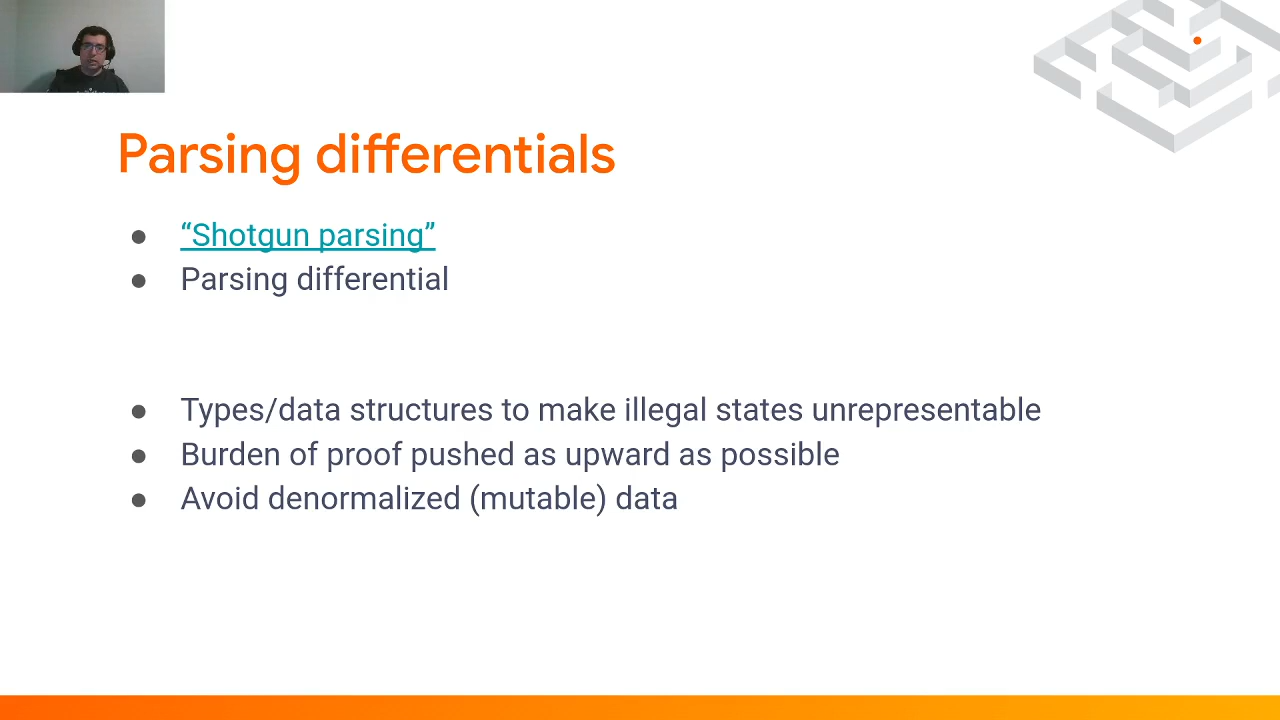 Parsing differentials
● “Shotgun parsing”
● Parsing differential
● Types/data structures to make illegal states unrepresentable
● Burden of proof pushed as upward as possible
● Avoid denormalized (mutable) data